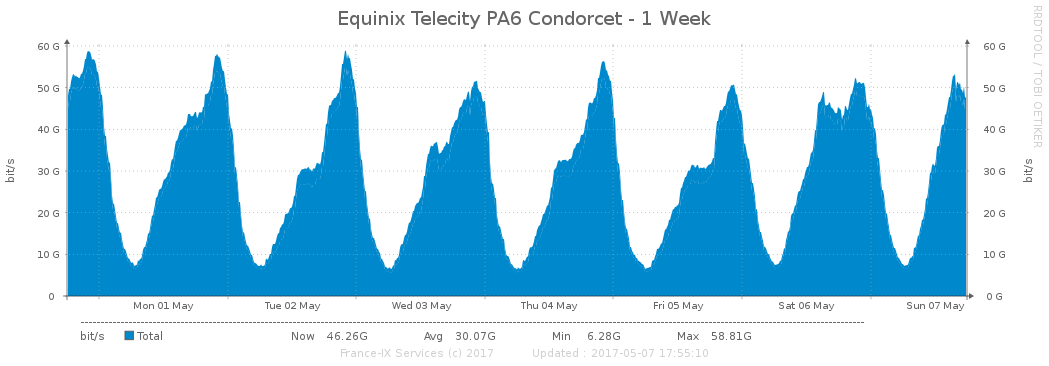 Equinix Telecity PA6 Condorcet - 1 Week
RRDTOOL / TOBI OETIKER
bit/s
60 G
50 G
40 G
30 G
20 G
10 G
0
60 G
50 G
40 G
30 G
20 G
10 G
0 G
bit/s
Mon 01 May Tue 02 May Wed 03 May Thu 04 May Fri 05 May Sat 06 May Sun 07 May
bit/s Total Now 46.26G Avg 30.07G Min 6.28G Max 58.81G
France-IX Services (c) 2017 Updated : 2017-05-07 17:55:10